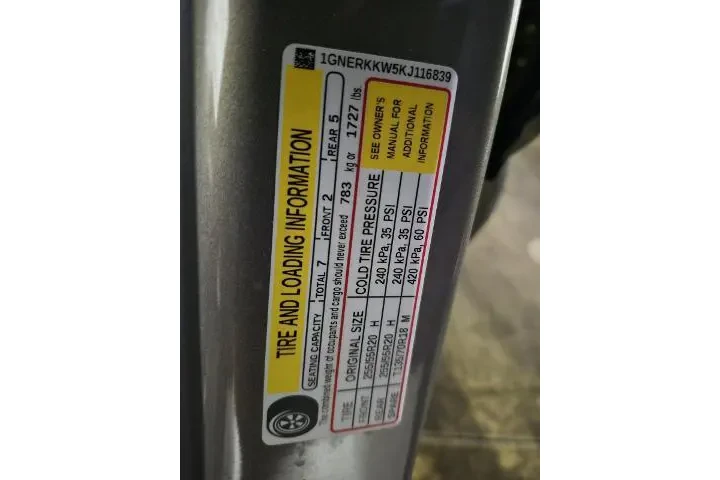 1GNERKKW5KJ116839
TIRE AND LOADING INFORMATION
SEATING CAPACITY TOTAL 7 FRONT 2 REAR 5
The combined weight of occupants and cargo should never exceed 783 kg or 1727 lbs.
TIRE ORIGINAL SIZE COLD TIRE PRESSURE SEE OWNER'S
FRONT 255/55R20 H 240 kPa, 35 PSI MANUAL FOR
REAR 255/55R20 H 240 kPa, 35 PSI ADDITIONAL
SPARE T135/70R18 M 420 kPa, 60 PSI INFORMATION